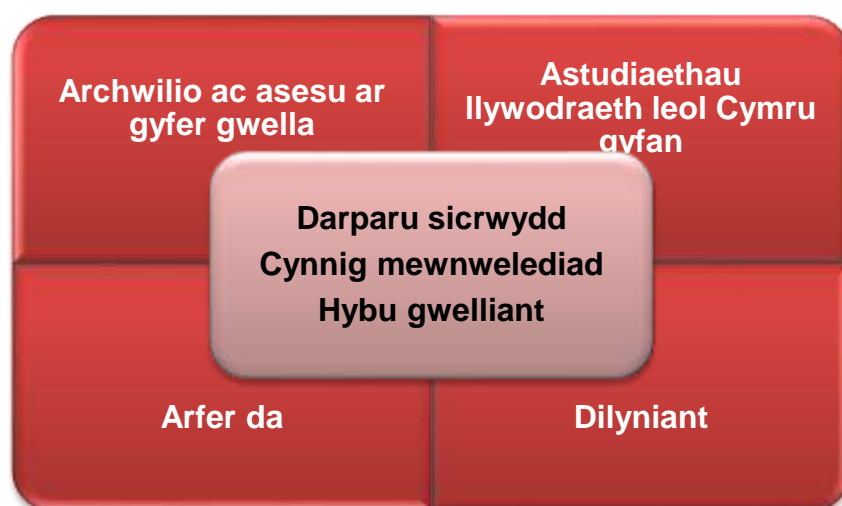 Archwilio ac asesu ar
gyfer gwella
Astudiaethau
llywodraeth leol Cymru
gyfan
Darparu sicrwydd
Cynnig mewnwelediad
Hybu gwelliant
Arfer da
Dilyniant